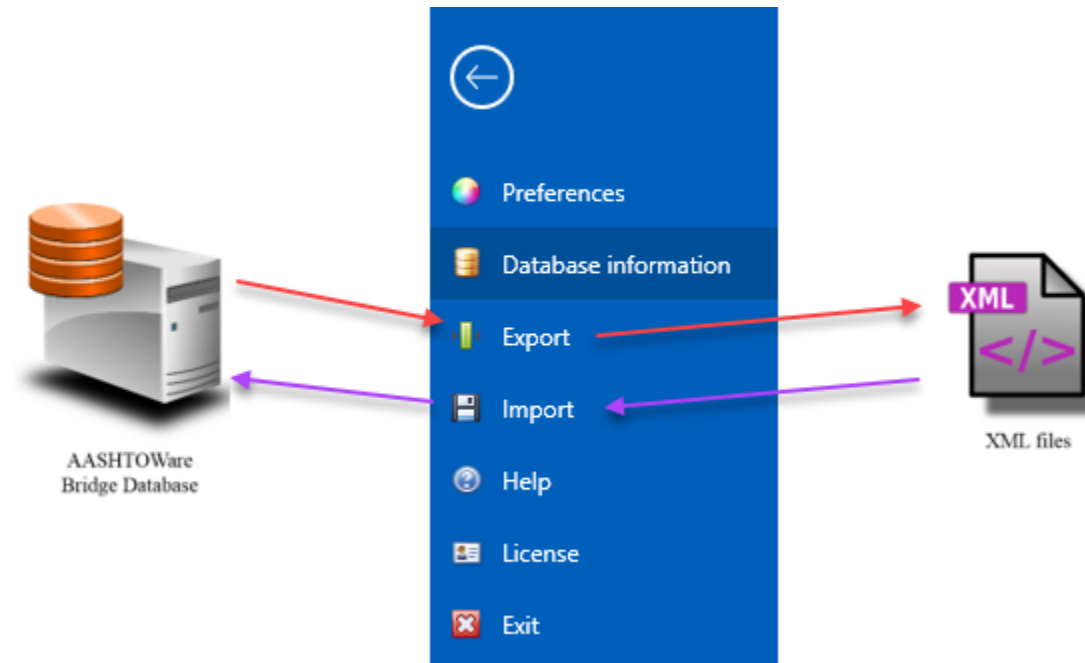 Preferences
Database information
Export
Import
Help
License
Exit
AASHTOWare
Bridge Database
XML
</>
XML files